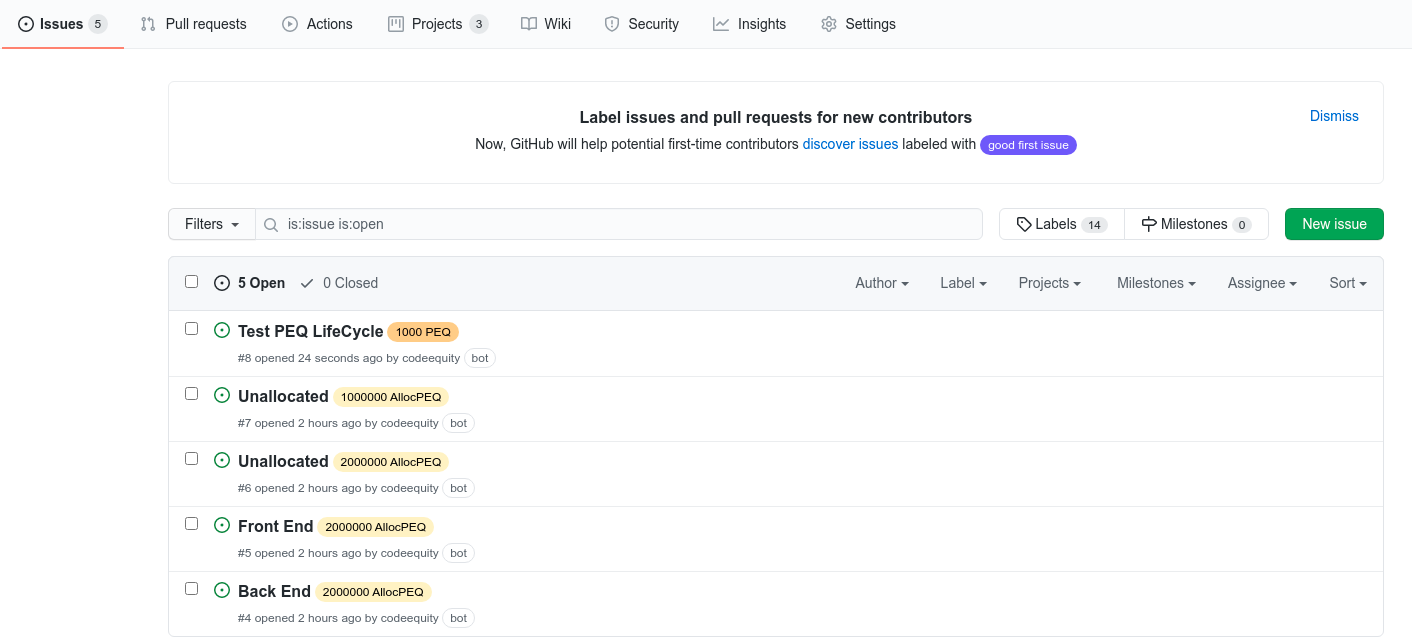 Issues 5 Pull requests Actions Projects 3 Wiki Security Insights Settings
Label issues and pull requests for new contributors
Dismiss
Now, GitHub will help potential first-time contributors discover issues labeled with good first issue
Filters is:issue is:open Labels 14 Milestones 0 New issue
5 Open 0 Closed Author Label Projects Milestones Assignee Sort
Test PEQ LifeCycle 1000 PEQ
#8 opened 24 seconds ago by codeequity bot
Unallocated 1000000 AllocPEQ
#7 opened 2 hours ago by codeequity bot
Unallocated 2000000 AllocPEQ
#6 opened 2 hours ago by codeequity bot
Front End 2000000 AllocPEQ
#5 opened 2 hours ago by codeequity bot
Back End 2000000 AllocPEQ
#4 opened 2 hours ago by codeequity bot